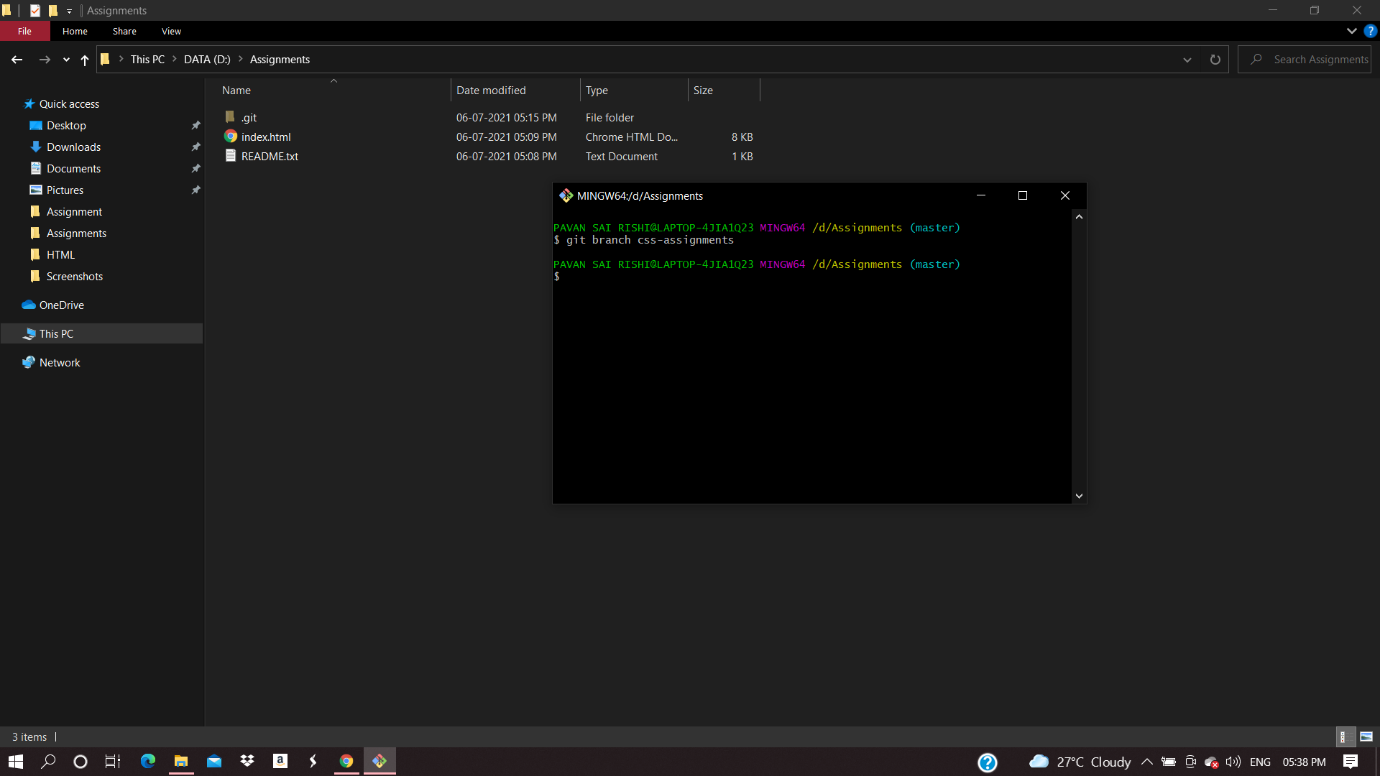 Assignments
File Home Share View
This PC DATA (D:) Assignments
Search Assignments
Name Date modified Type Size
Quick access
Desktop
Downloads
Documents
Pictures
Assignment
Assignments
HTML
Screenshots
OneDrive
This PC
Network
.git 06-07-2021 05:15 PM File folder
index.html 06-07-2021 05:09 PM Chrome HTML Do... 8 KB
README.txt 06-07-2021 05:08 PM Text Document 1 KB
MINGW64:/d/Assignments
PAVAN SAI RISHI@LAPTOP-4JIA1Q23 MINGW64 /d/Assignments (master)
$ git branch css-assignments
PAVAN SAI RISHI@LAPTOP-4JIA1Q23 MINGW64 /d/Assignments (master)
$
3 items
27°C Cloudy ENG 05:38 PM